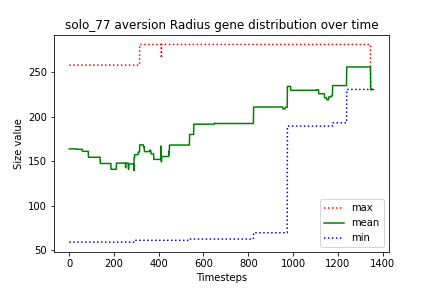 solo_77 aversion Radius gene distribution over time
Size value
250
200
150
100
50
max
mean
min
0 200 400 600 800 1000 1200 1400
Timesteps